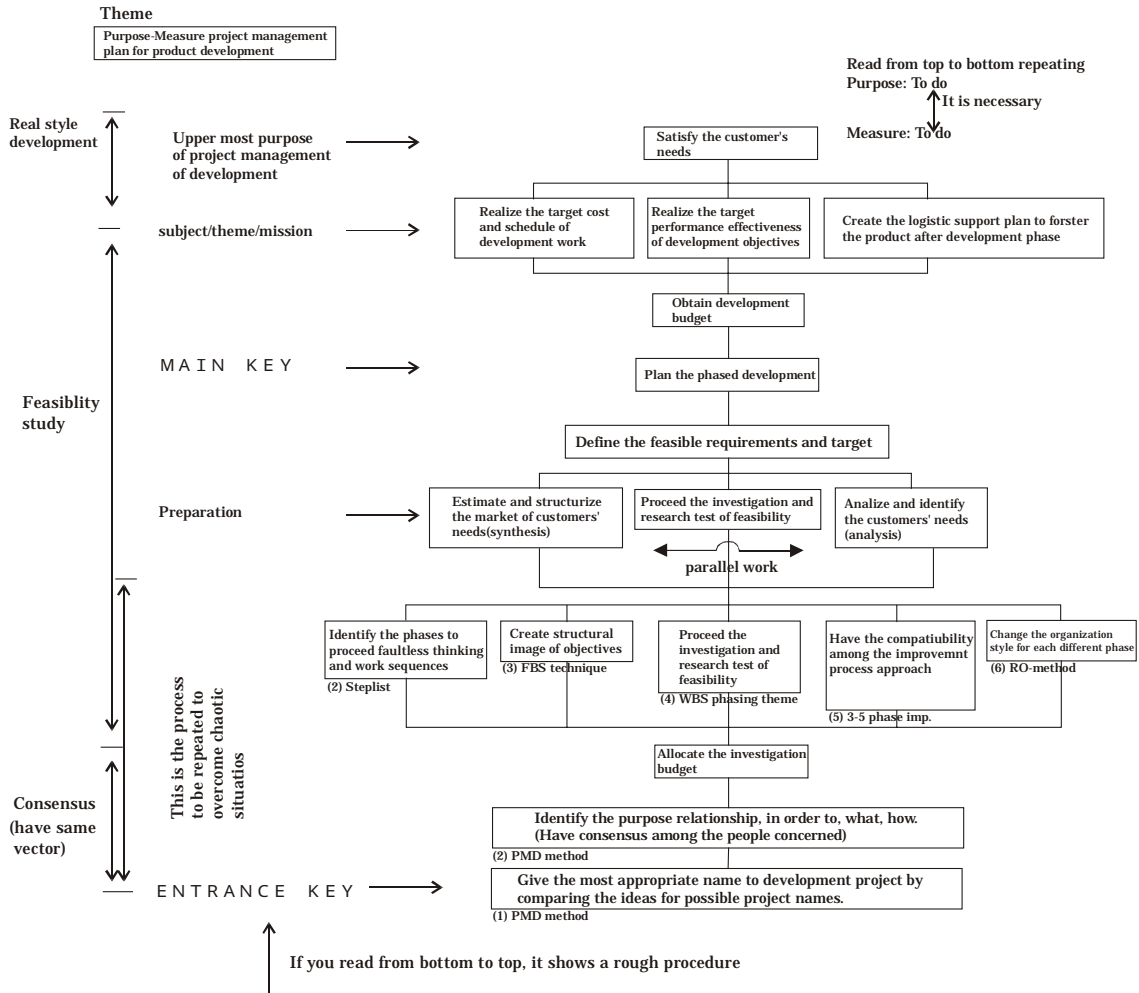 Theme
Purpose-Measure project management
plan for product development
Read from top to bottom repeating
Purpose: To do
It is necessary
Measure: To do
Real style
development
Upper most purpose
of project management
of development
Satisfy the customer's
needs
subject/theme/mission
Realize the target cost
and schedule of
development work
Realize the target
performance effectiveness
of development objectives
Create the logistic support plan to forster
the product after development phase
Obtain development
budget
MAIN KEY
Plan the phased development
Feasiblity
study
Define the feasible requirements and target
Preparation
Estimate and structurize
the market of customers'
needs(synthesis)
Proceed the investigation and
research test of feasibility
Analize and identify
the customers' needs
(analysis)
parallel work
Identify the phases to
proceed faultless thinking
and work sequences
(2) Steplist
Create structural
image of objectives
(3) FBS technique
Proceed the
investigation and
research test of
feasibility
(4) WBS phasing theme
Have the compatiubility
among the improvemnt
process approach
(5) 3-5 phase imp.
Change the organization
style for each different phase
(6) RO-method
This is the process
to be repeated to
overcome chaotic
situatios
Allocate the investigation
budget
Consensus
(have same
vector)
Identify the purpose relationship, in order to, what, how.
(Have consensus among the people concerned)
(2) PMD method
ENTRANCE KEY
Give the most appropriate name to development project by
comparing the ideas for possible project names.
(1) PMD method
If you read from bottom to top, it shows a rough procedure